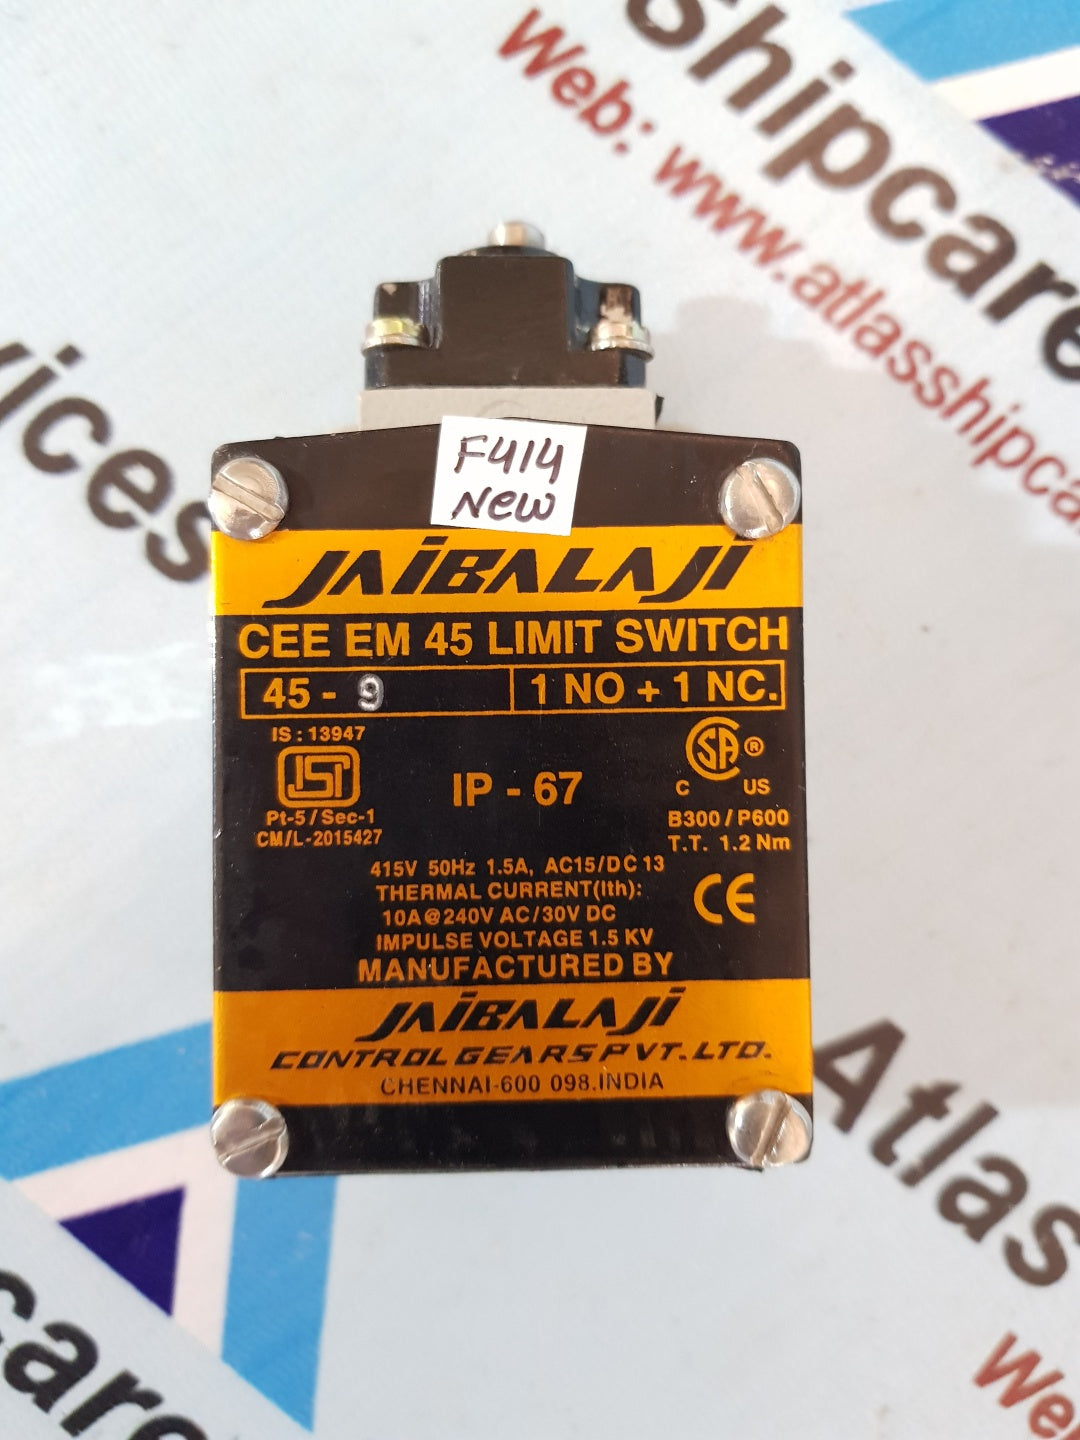 shipcare
Web: www.atlasshipca
vices
F414
New
JAIBALAJI
CEE EM 45 LIMIT SWITCH
45 - 9
1 NO + 1 NC.
IS : 13947
ISI
Pt-5 / Sec-1
CM/L-2015427
IP - 67
SA ®
C US
B300 / P600
T.T. 1.2 Nm
415V 50Hz 1.5A, AC15/DC 13
THERMAL CURRENT(Ith):
10A@240V AC/30V DC
IMPULSE VOLTAGE 1.5 KV
CE
MANUFACTURED BY
JAIBALAJI
CONTROL GEARS PVT. LTD.
CHENNAI-600 098.INDIA
Atlas
care
We